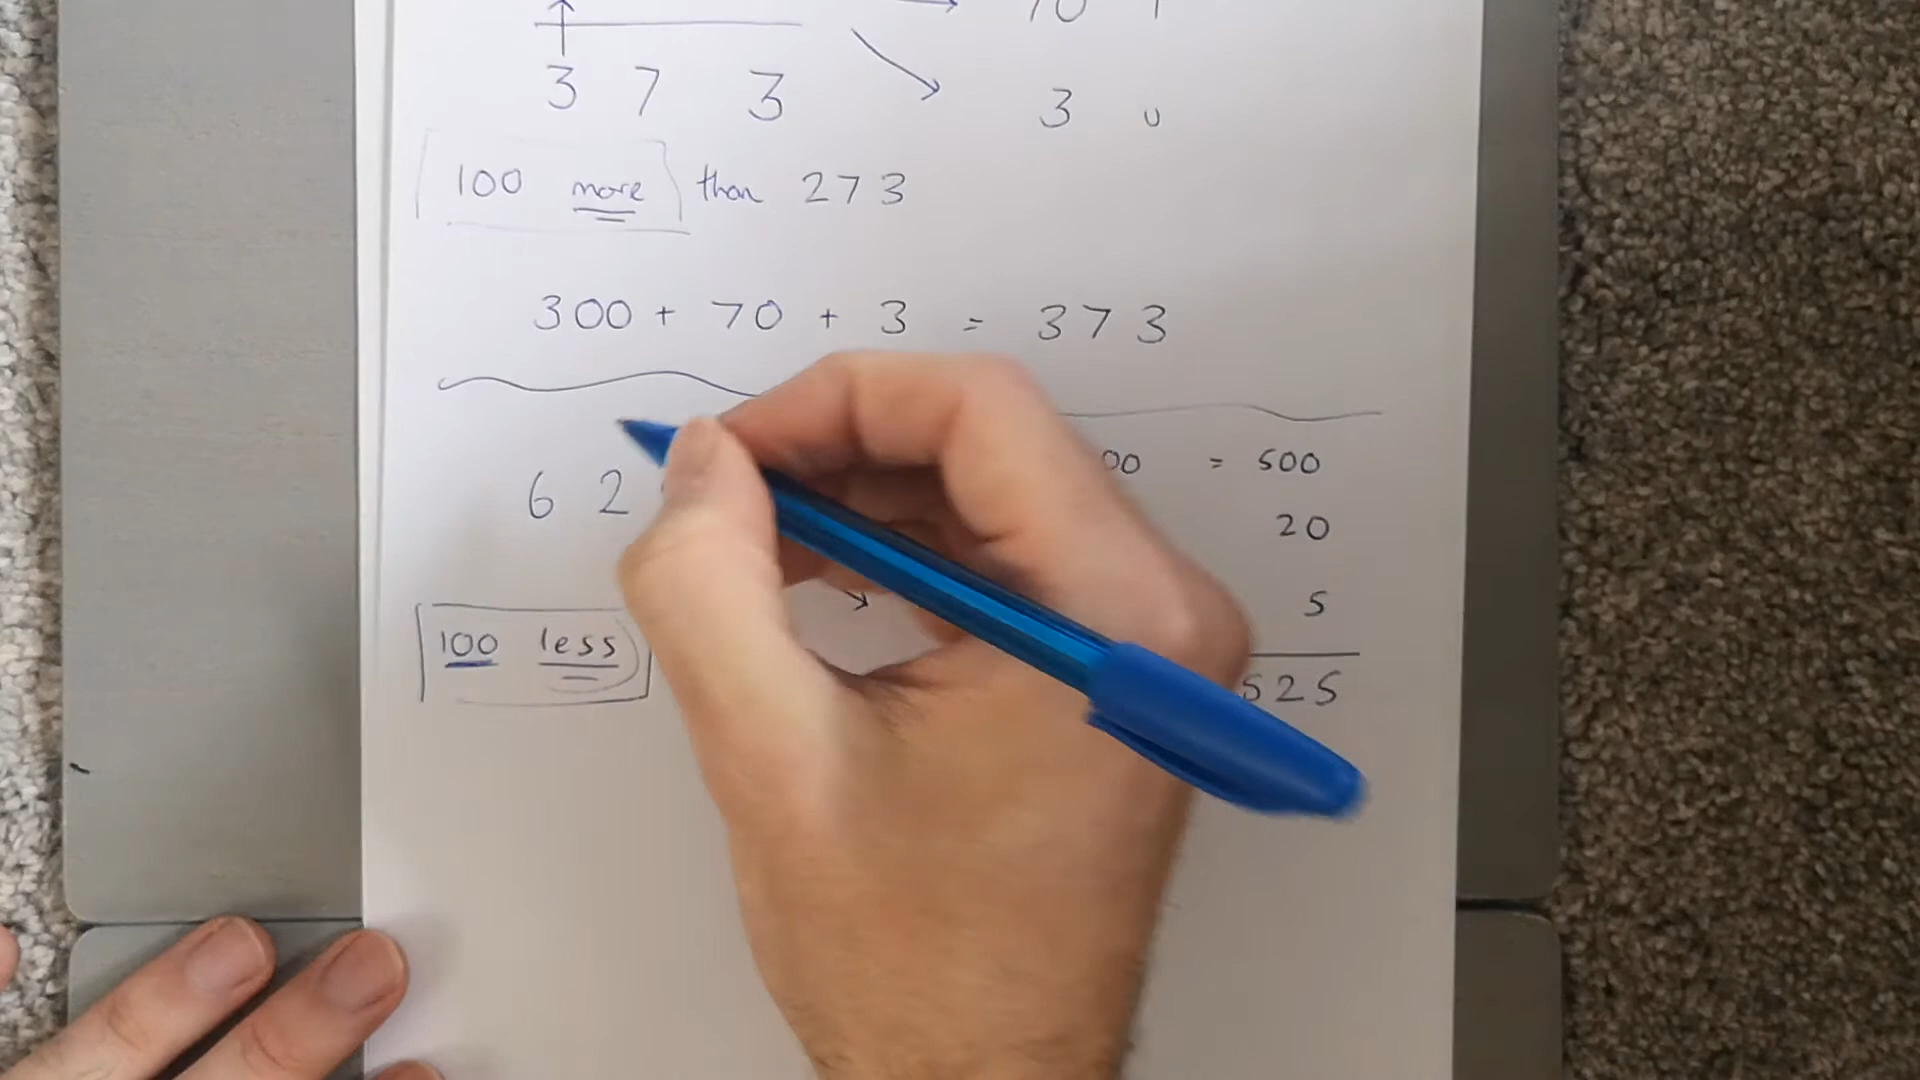 3 7 3
3 U
100 more than 273
300 + 70 + 3 = 373
6 2
00 = 500
20
5
100 less
525